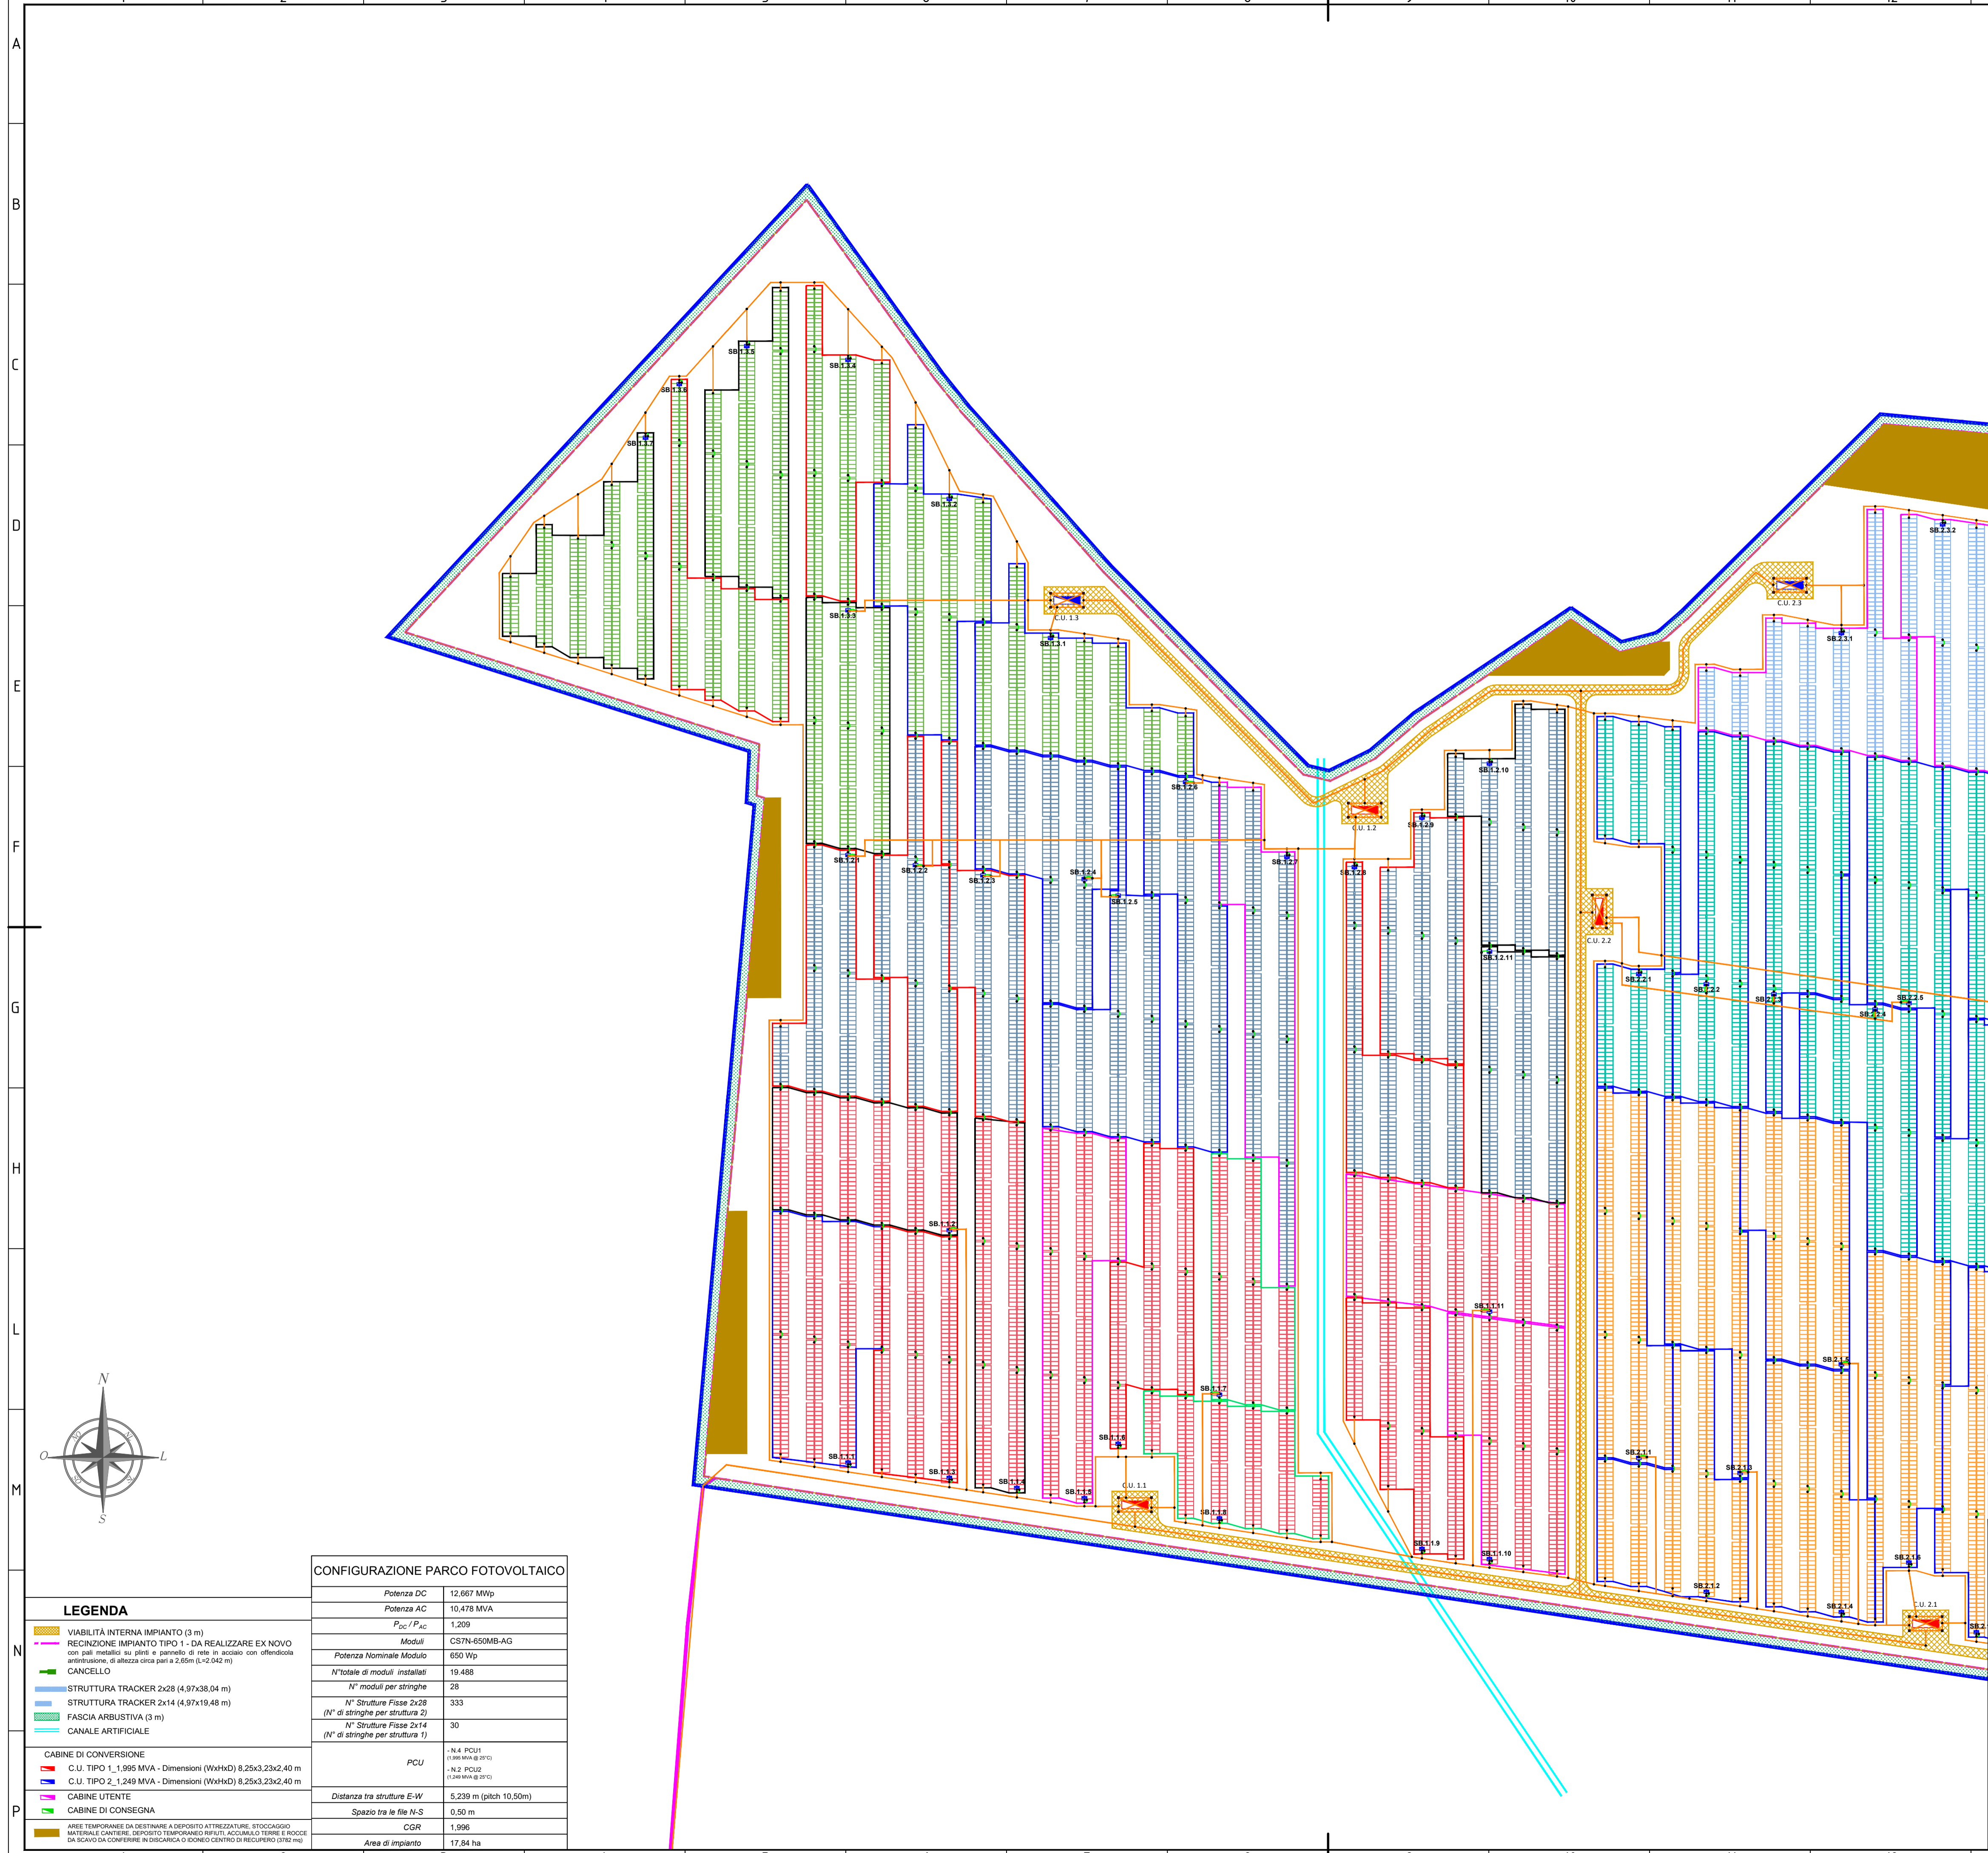 A
B
C
D
E
F
G
H
L
M
N
P
SB.1.3.5
SB.1.3.4
SB.1.3.6
SB.1.3.7
SB.1.3.2
SB.1.3.3
C.U. 1.3
SB.1.3.1
SB.1.2.6
SB.1.2.1
SB.1.2.2
SB.1.2.3
SB.1.2.4
SB.1.2.5
SB.1.2.7
C.U. 1.2
SB.1.2.8
SB.1.2.9
SB.1.2.10
SB.1.2.11
SB.2.3.2
C.U. 2.3
SB.2.3.1
C.U. 2.2
SB.2.2.1
SB.2.2.2
SB.2.2.3
SB.2.2.4
SB.2.2.5
SB.1.1.2
SB.1.1.11
SB.1.1.7
SB.1.1.6
SB.1.1.1
SB.1.1.3
SB.1.1.4
SB.1.1.5
C.U. 1.1
SB.1.1.8
SB.1.1.9
SB.1.1.10
SB.2.1.5
SB.2.1.1
SB.2.1.3
SB.2.1.2
SB.2.1.4
SB.2.1.6
C.U. 2.1
N
NO
NL
O
L
S
LEGENDA
VIABILITÀ INTERNA IMPIANTO (3 m)
RECINZIONE IMPIANTO TIPO 1 - DA REALIZZARE EX NOVO
con pali metallici su plinti e pannello di rete in acciaio con offendicola
antintrusione, di altezza circa pari a 2,65m (L=2.042 m)
CANCELLO
STRUTTURA TRACKER 2x28 (4,97x38,04 m)
STRUTTURA TRACKER 2x14 (4,97x19,48 m)
FASCIA ARBUSTIVA (3 m)
CANALE ARTIFICIALE
CABINE DI CONVERSIONE
C.U. TIPO 1_1,995 MVA - Dimensioni (WxHxD) 8,25x3,23x2,40 m
C.U. TIPO 2_1,249 MVA - Dimensioni (WxHxD) 8,25x3,23x2,40 m
CABINE UTENTE
CABINE DI CONSEGNA
AREE TEMPORANEE DA DESTINARE A DEPOSITO ATTREZZATURE, STOCCAGGIO
MATERIALE CANTIERE, DEPOSITO TEMPORANEO RIFIUTI, ACCUMULO TERRE E ROCCE
DA SCAVO DA CONFERIRE IN DISCARICA O IDONEO CENTRO DI RECUPERO (3782 mq)
CONFIGURAZIONE PARCO FOTOVOLTAICO
Potenza DC 12,667 MWp
Potenza AC 10,478 MVA
PDC / PAC 1,209
Moduli CS7N-650MB-AG
Potenza Nominale Modulo 650 Wp
N°totale di moduli installati 19.488
N° moduli per stringhe 28
N° Strutture Fisse 2x28 333
(N° di stringhe per struttura 2)
N° Strutture Fisse 2x14 30
(N° di stringhe per struttura 1)
PCU
- N.4 PCU1
(1,995 MVA @ 25°C)
- N.2 PCU2
(1,249 MVA @ 25°C)
Distanza tra strutture E-W 5,239 m (pitch 10,50m)
Spazio tra le file N-S 0,50 m
CGR 1,996
Area di impianto 17,84 ha